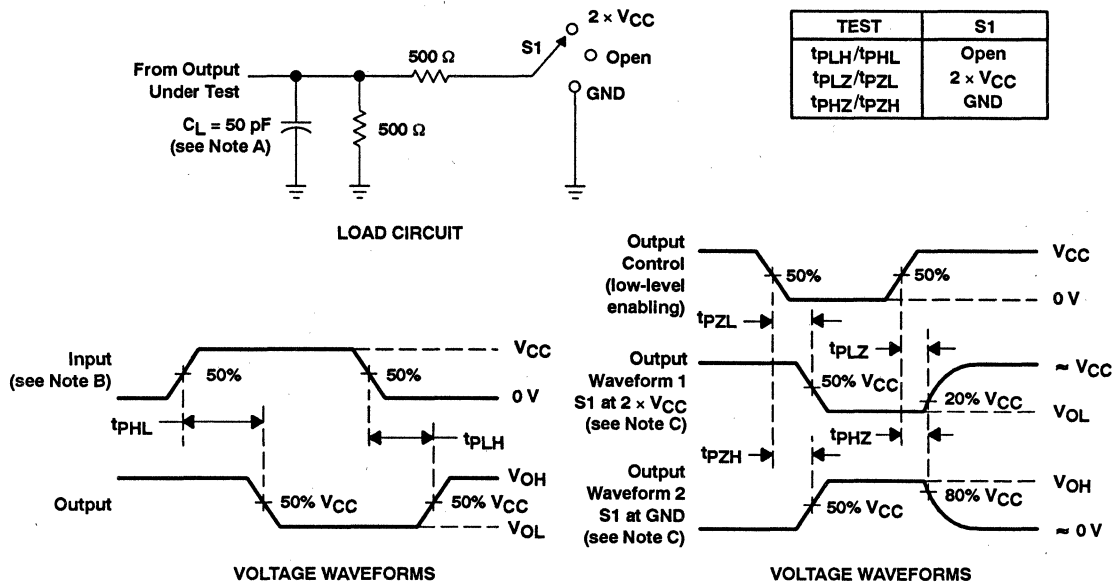 2 × VCC
S1
500 Ω
Open
From Output
Under Test
GND
CL = 50 pF
(see Note A)
500 Ω
LOAD CIRCUIT
TEST S1
tPLH/tPHL Open
tPLZ/tPZL 2 × VCC
tPHZ/tPZH GND
Input
(see Note B)
50%
50%
VCC
0 V
tPHL
tPLH
Output
50% VCC
50% VCC
VOH
VOL
VOLTAGE WAVEFORMS
Output
Control
(low-level
enabling)
50%
50%
VCC
0 V
tPZL
tPLZ
Output
Waveform 1
S1 at 2 × VCC
(see Note C)
50% VCC
20% VCC
≈ VCC
VOL
tPZH
tPHZ
Output
Waveform 2
S1 at GND
(see Note C)
50% VCC
80% VCC
VOH
≈ 0 V
VOLTAGE WAVEFORMS